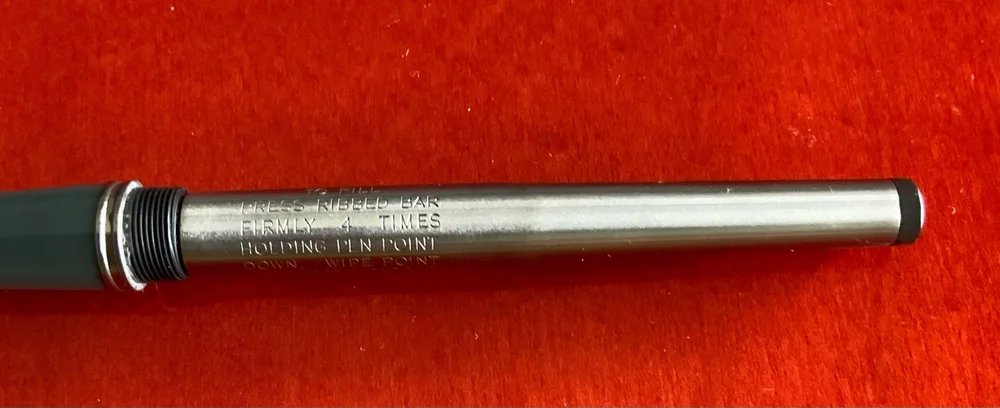 TO FILL
PRESS RIBBED BAR
FIRMLY 4 TIMES
HOLDING PEN POINT
DOWN. WIPE POINT